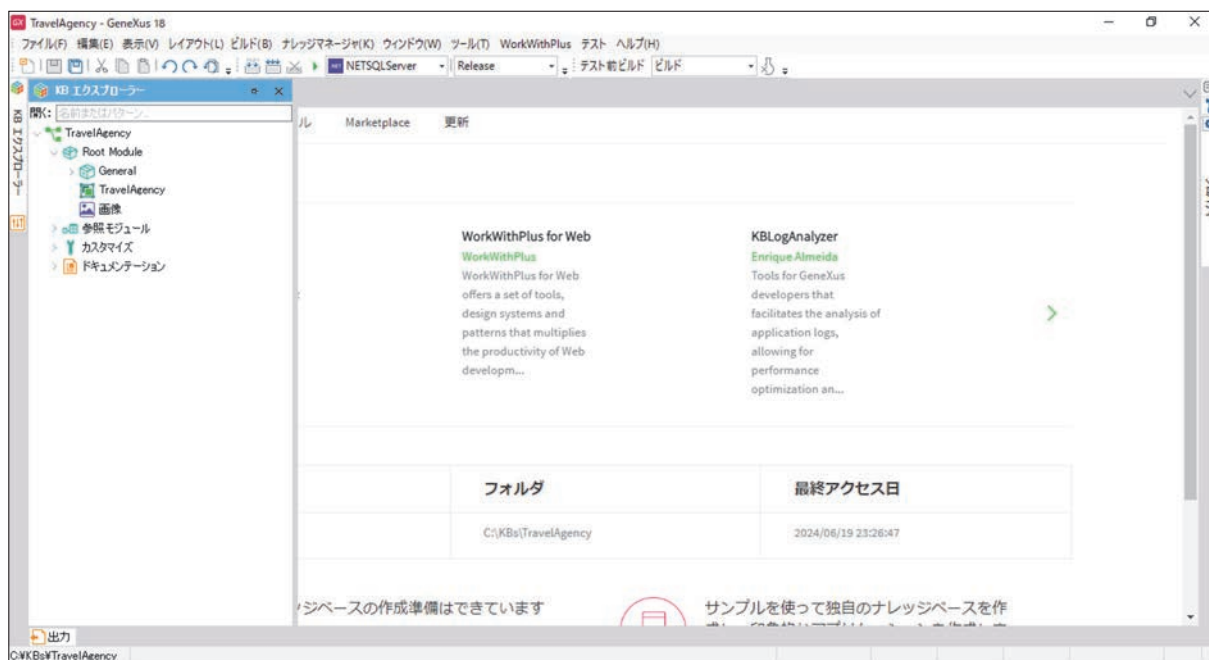 GX TravelAgency - GeneXus 18
ファイル(F) 編集(E) 表示(V) レイアウト(L) ビルド(B) ナレッジマネージャ(K) ウィンドウ(W) ツール(T) WorkWithPlus テスト ヘルプ(H)
NETSQLServer Release テスト前ビルド ビルド
KB エクスプローラー
KB エクスプローラー
開く: 名前またはパターン...
TravelAgency
Root Module
General
TravelAgency
画像
参照モジュール
カスタマイズ
ドキュメンテーション
ル Marketplace 更新
WorkWithPlus for Web
WorkWithPlus
WorkWithPlus for Web
offers a set of tools,
design systems and
patterns that multiplies
the productivity of Web
developm...
KBLogAnalyzer
Enrique Almeida
Tools for GeneXus
developers that
facilitates the analysis of
application logs,
allowing for
performance
optimization an...
フォルダ 最終アクセス日
C:\KBs\TravelAgency 2024/06/19 23:26:47
ッジベースの作成準備はできています
サンプルを使って独自のナレッジベースを作
出力
C:¥KBs¥TravelAgency